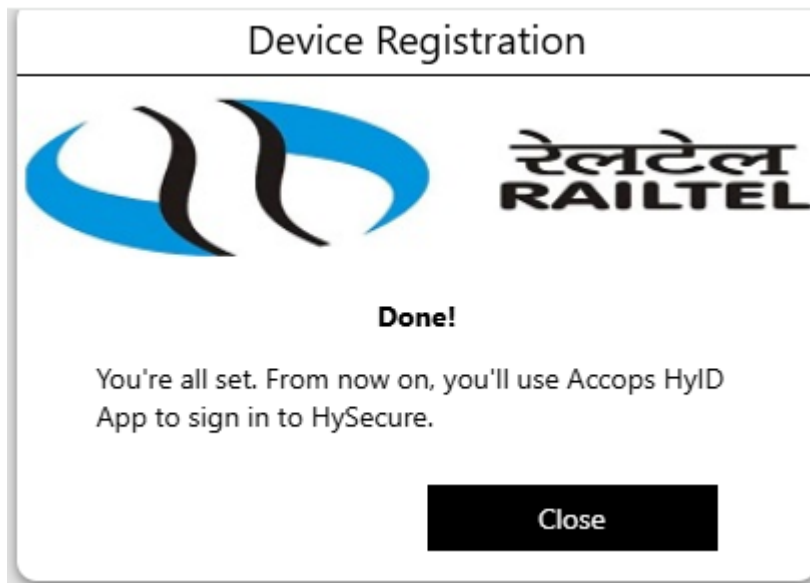 Device Registration
रेलटेल
RAILTEL
Done!
You're all set. From now on, you'll use Accops HyID
App to sign in to HySecure.
Close